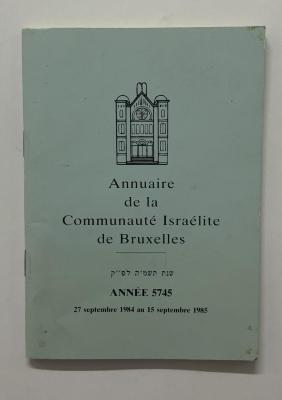 Annuaire
de la
Communauté Israélite
de Bruxelles
שנת תשמ״ה לפ״ק
ANNÉE 5745
27 septembre 1984 au 15 septembre 1985